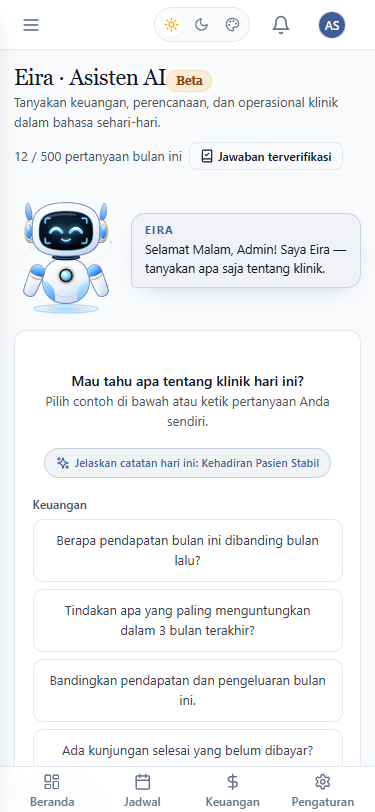 AS
Eira · Asisten AI Beta
Tanyakan keuangan, perencanaan, dan operasional klinik
dalam bahasa sehari-hari.
12 / 500 pertanyaan bulan ini Jawaban terverifikasi
EIRA
Selamat Malam, Admin! Saya Eira —
tanyakan apa saja tentang klinik.
Mau tahu apa tentang klinik hari ini?
Pilih contoh di bawah atau ketik pertanyaan Anda
sendiri.
Jelaskan catatan hari ini: Kehadiran Pasien Stabil
Keuangan
Berapa pendapatan bulan ini dibanding bulan
lalu?
Tindakan apa yang paling menguntungkan
dalam 3 bulan terakhir?
Bandingkan pendapatan dan pengeluaran bulan
ini.
Ada kunjungan selesai yang belum dibayar?
Beranda Jadwal Keuangan Pengaturan